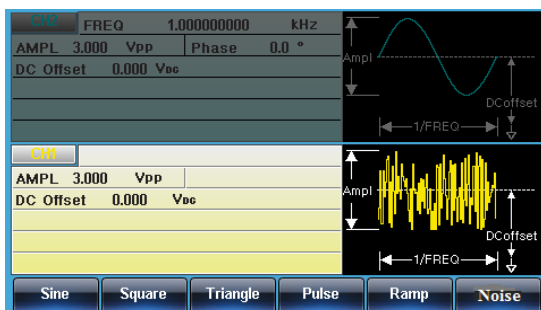 CH2 FREQ 1.000000000 kHz
AMPL 3.000 Vpp Phase 0.0 °
DC Offset 0.000 VDC
Ampl
DCoffset
1/FREQ
CH1
AMPL 3.000 Vpp
DC Offset 0.000 VDC
Ampl
DCoffset
1/FREQ
Sine Square Triangle Pulse Ramp Noise